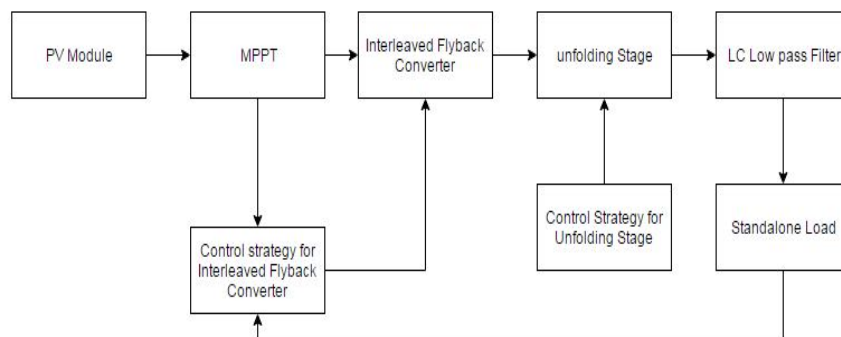 PV Module
MPPT
Interleaved Flyback
Converter
unfolding Stage
LC Low pass Filter
Control strategy for
Interleaved Flyback
Converter
Control Strategy for
Unfolding Stage
Standalone Load